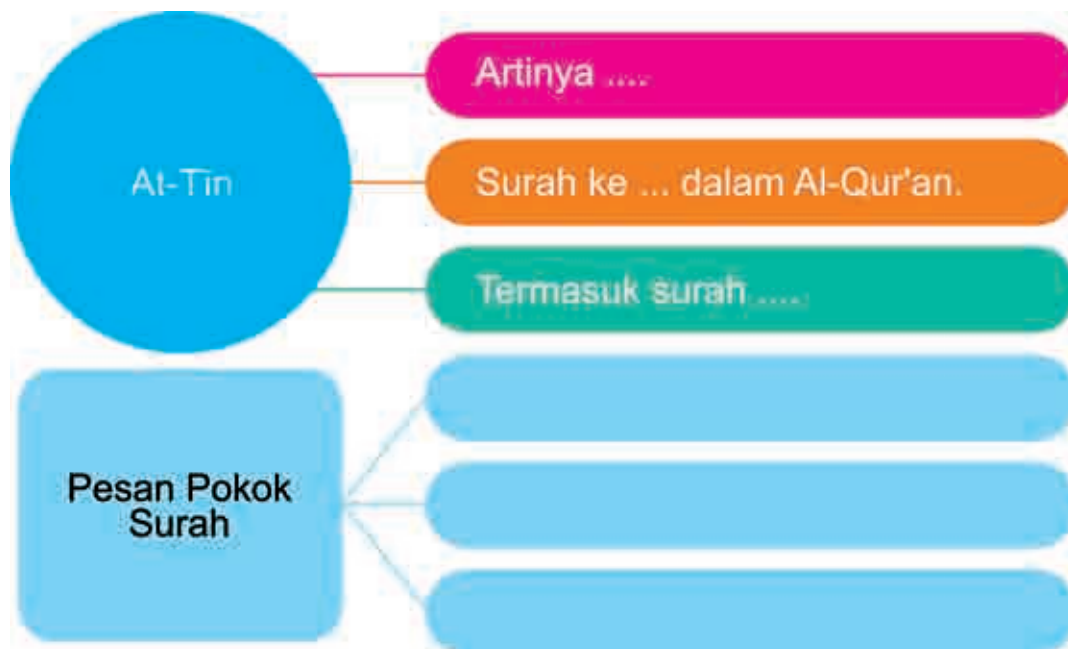 At-Tin
Artinya ....
Surah ke ... dalam Al-Qur'an.
Termasuk surah .....
Pesan Pokok
Surah